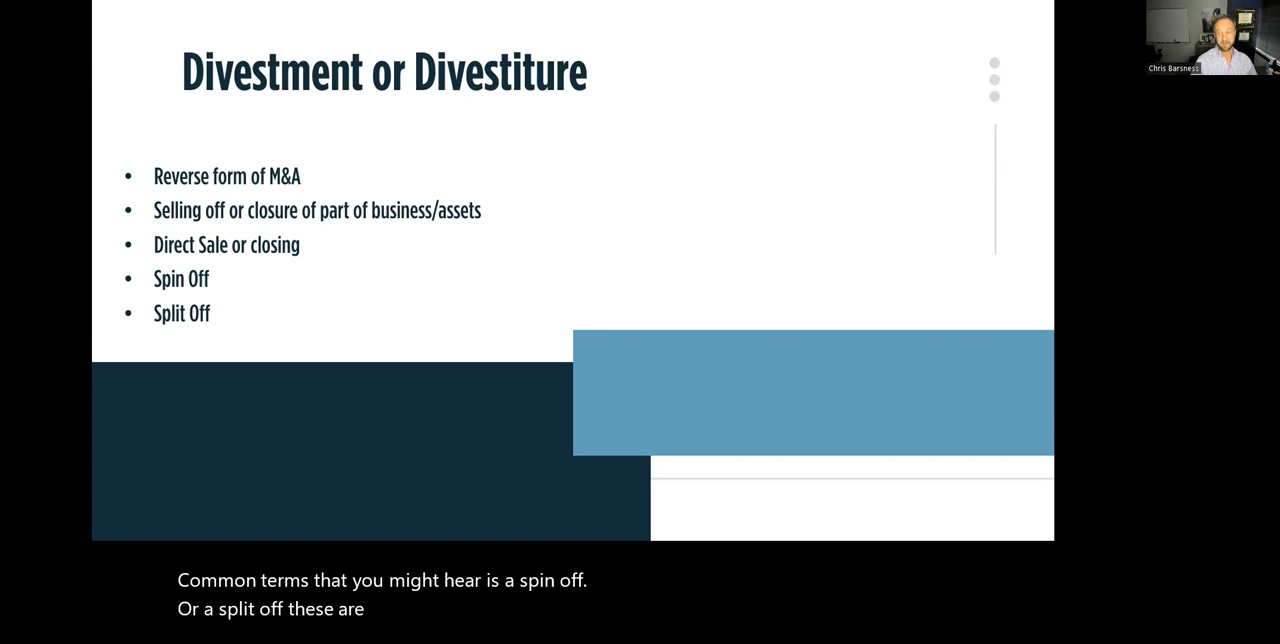 Divestment or Divestiture
Chris Barsness
• Reverse form of M&A
• Selling off or closure of part of business/assets
• Direct Sale or closing
• Spin Off
• Split Off
Common terms that you might hear is a spin off.
Or a split off these are